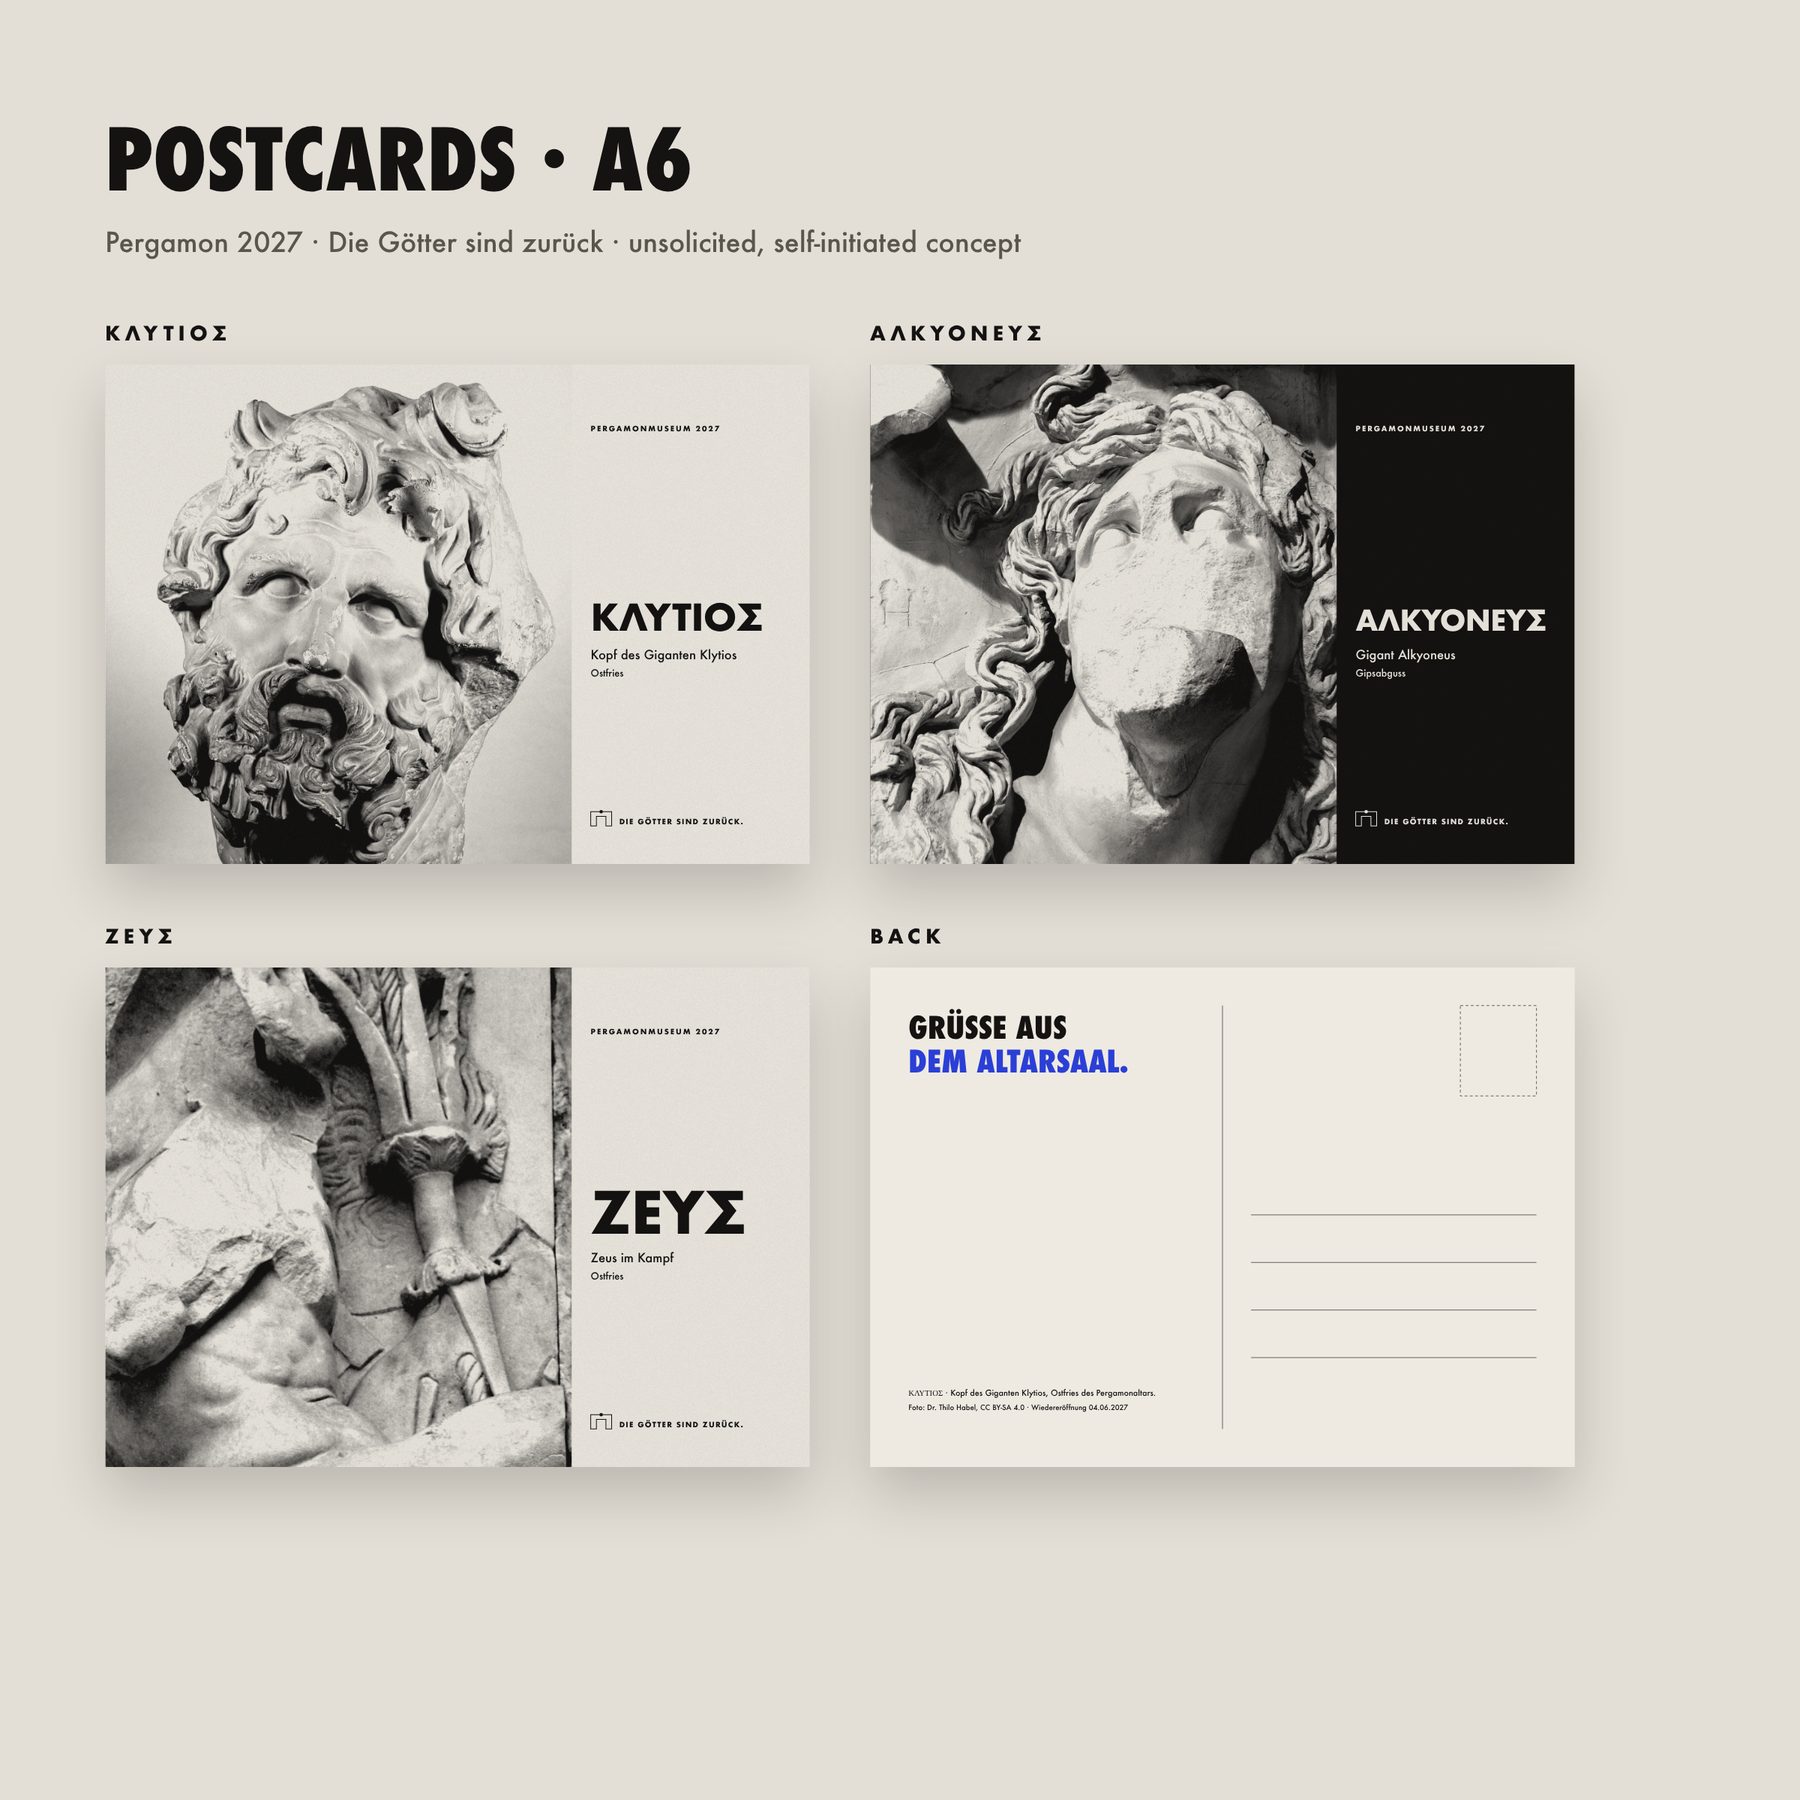 POSTCARDS · A6
Pergamon 2027 · Die Götter sind zurück · unsolicited, self-initiated concept
ΚΛΥΤΙΟΣ
PERGAMONMUSEUM 2027
ΚΛΥΤΙΟΣ
Kopf des Giganten Klytios
Ostfries
DIE GÖTTER SIND ZURÜCK.
ΑΛΚΥΟΝΕΥΣ
PERGAMONMUSEUM 2027
ΑΛΚΥΟΝΕΥΣ
Gigant Alkyoneus
Gipsabguss
DIE GÖTTER SIND ZURÜCK.
ΖΕΥΣ
PERGAMONMUSEUM 2027
ΖΕΥΣ
Zeus im Kampf
Ostfries
DIE GÖTTER SIND ZURÜCK.
BACK
GRÜSSE AUS
DEM ALTARSAAL.
ΚΛΥΤΙΟΣ · Kopf des Giganten Klytios, Ostfries des Pergamonaltars.
Foto: Dr. Thilo Habel, CC BY-SA 4.0 · Wiedereröffnung 04.06.2027